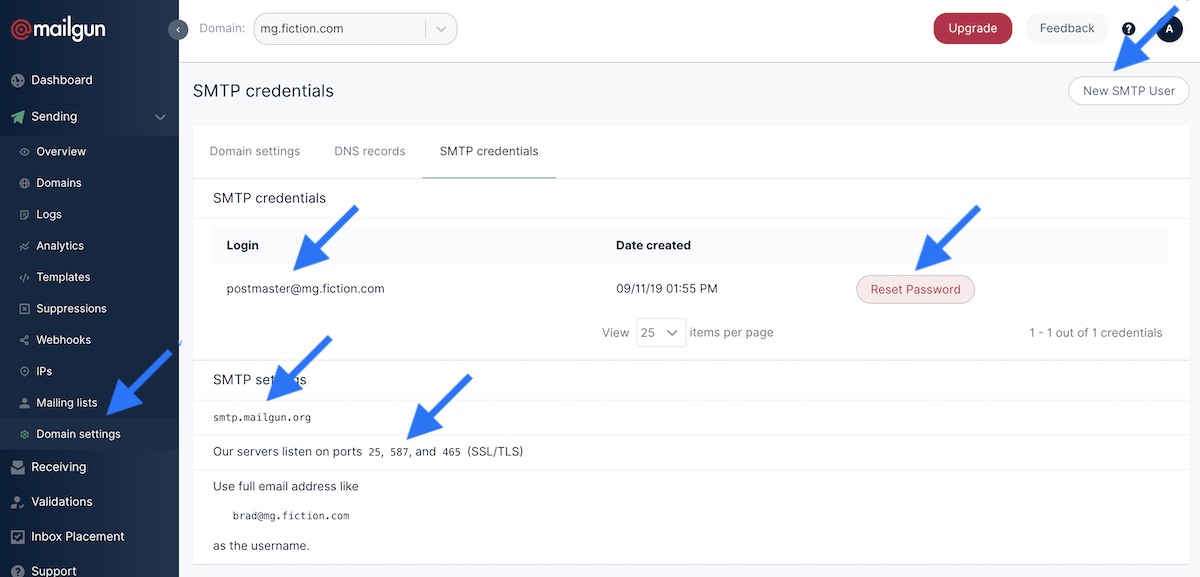 mailgun
Dashboard
Sending
Overview
Domains
Logs
Analytics
Templates
Suppressions
Webhooks
IPs
Mailing lists
Domain settings
Receiving
Validations
Inbox Placement
Support
Domain: mg.fiction.com
Upgrade Feedback ? A
SMTP credentials
New SMTP User
Domain settings DNS records SMTP credentials
SMTP credentials
Login Date created
postmaster@mg.fiction.com 09/11/19 01:55 PM Reset Password
View 25 items per page 1 - 1 out of 1 credentials
SMTP settings
smtp.mailgun.org
Our servers listen on ports 25, 587, and 465 (SSL/TLS)
Use full email address like
brad@mg.fiction.com
as the username.